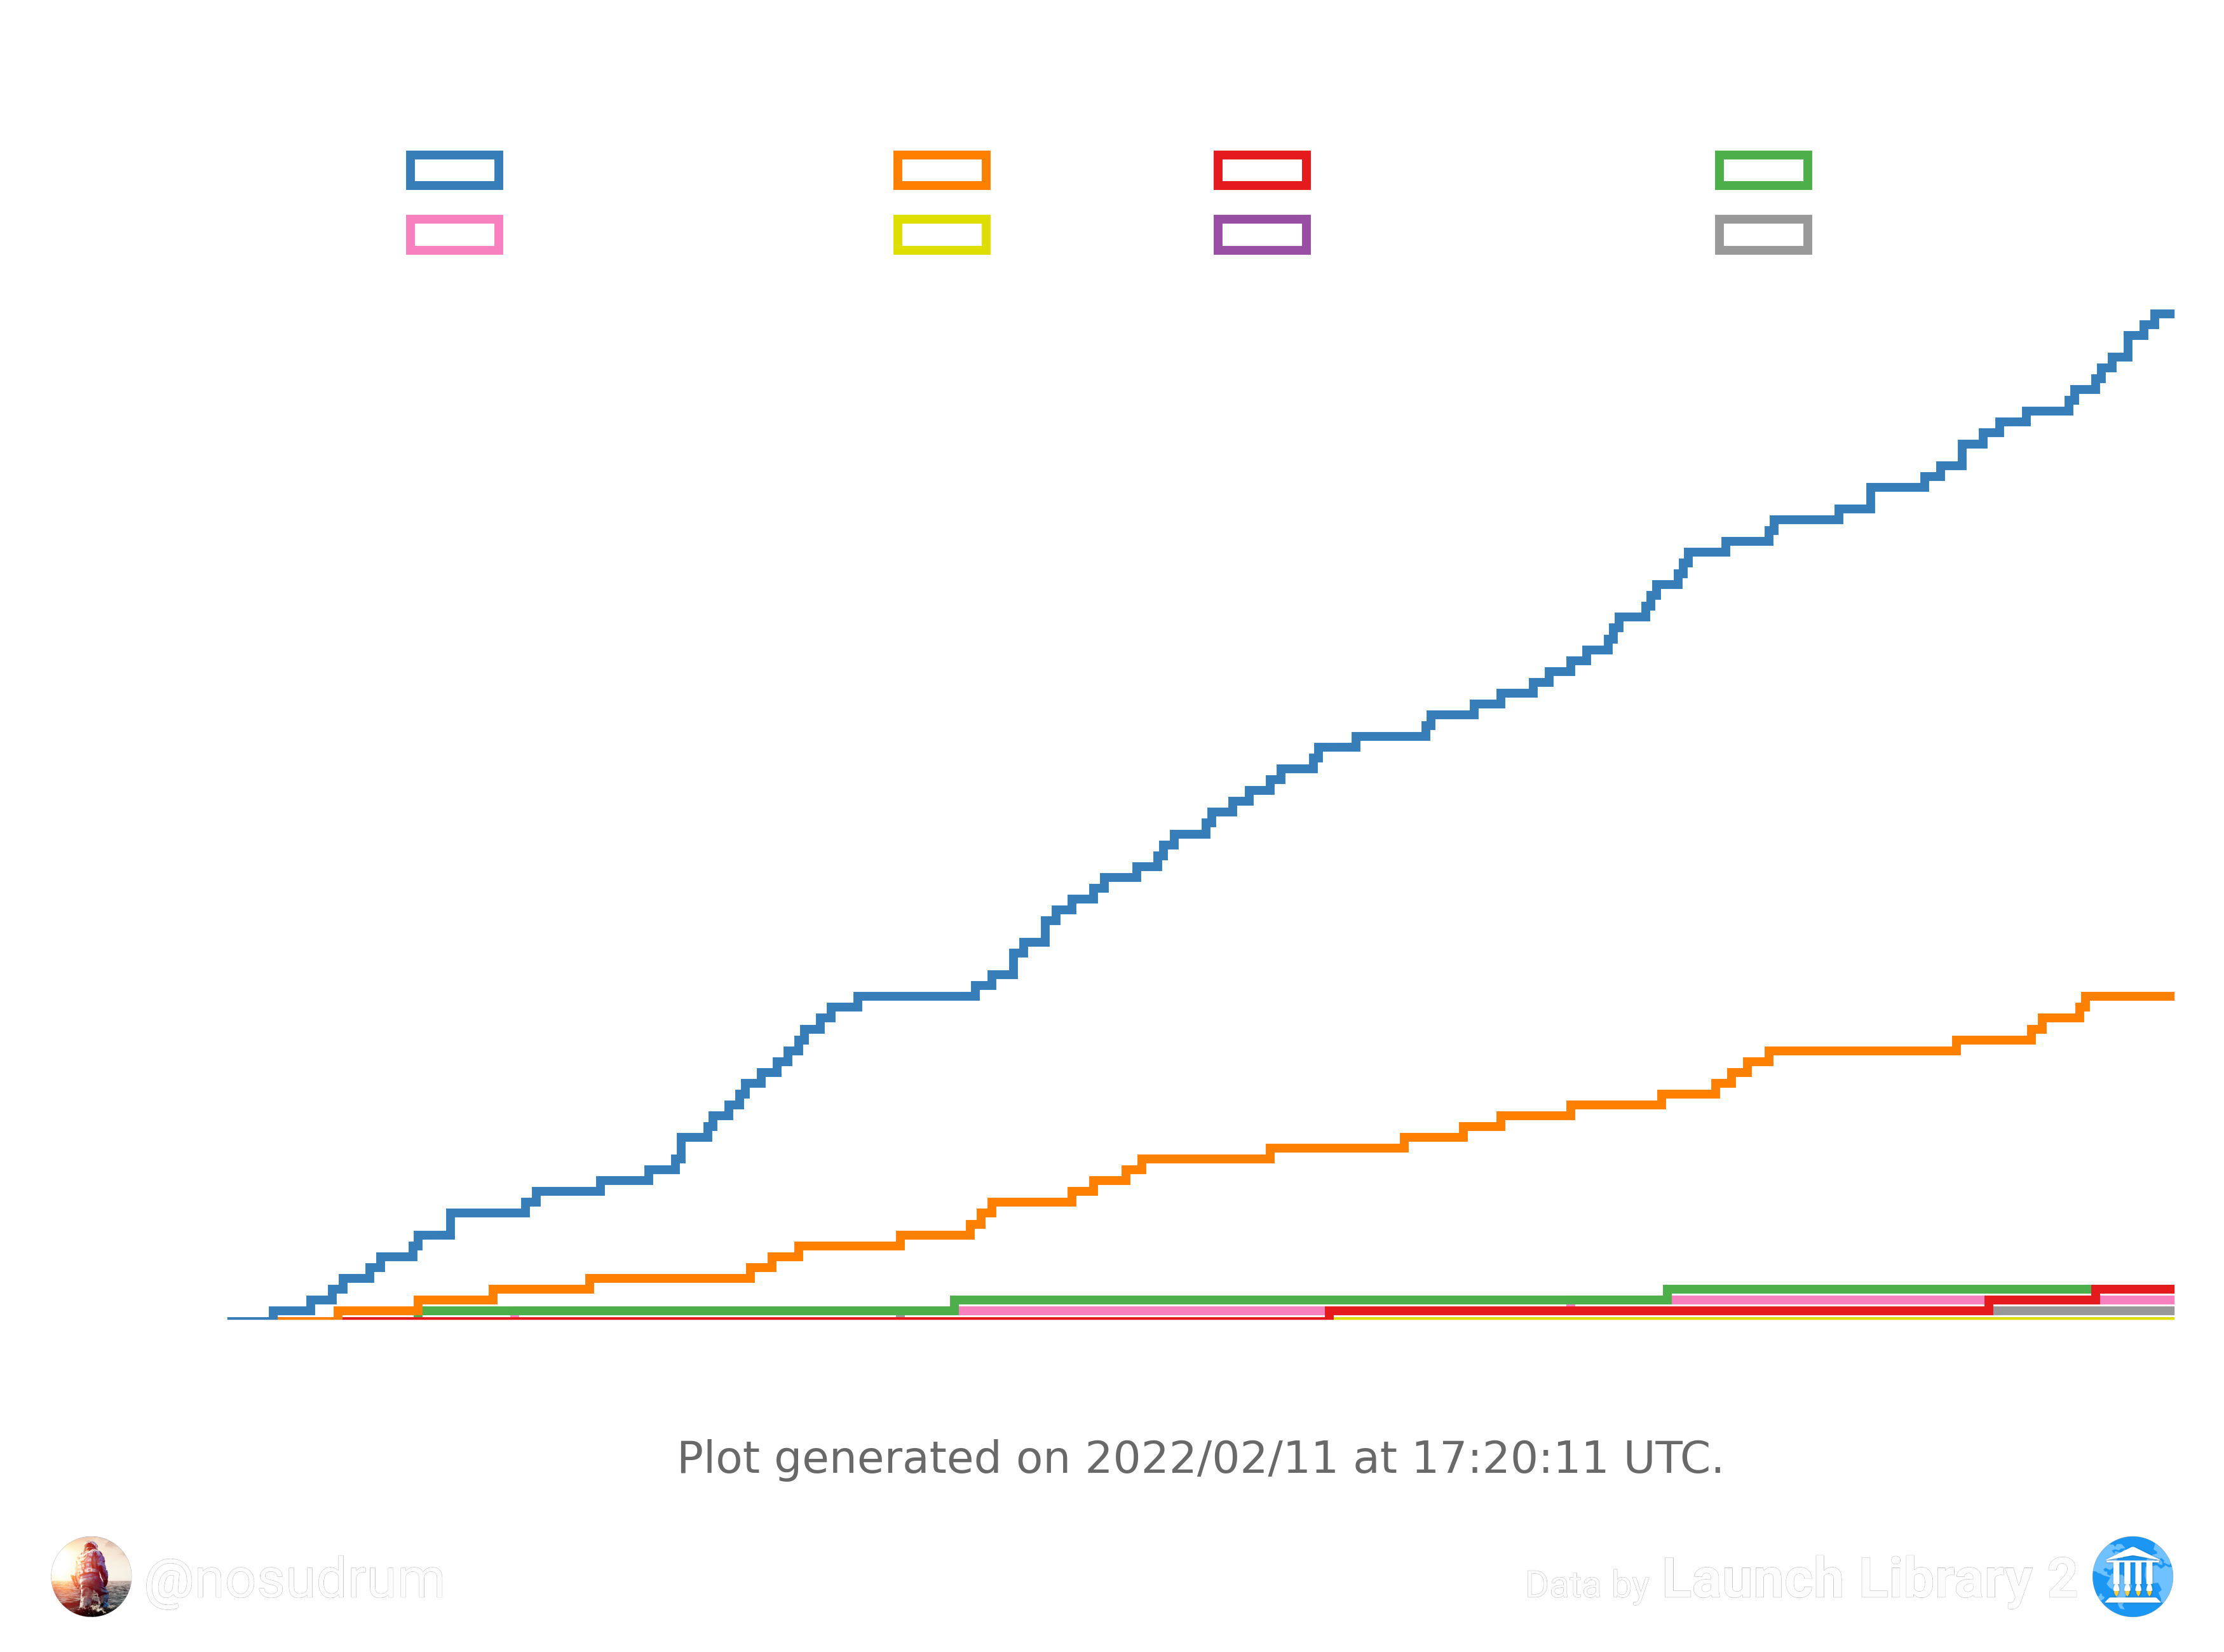 Plot generated on 2022/02/11 at 17:20:11 UTC.
@nosudrum
Data by Launch Library 2